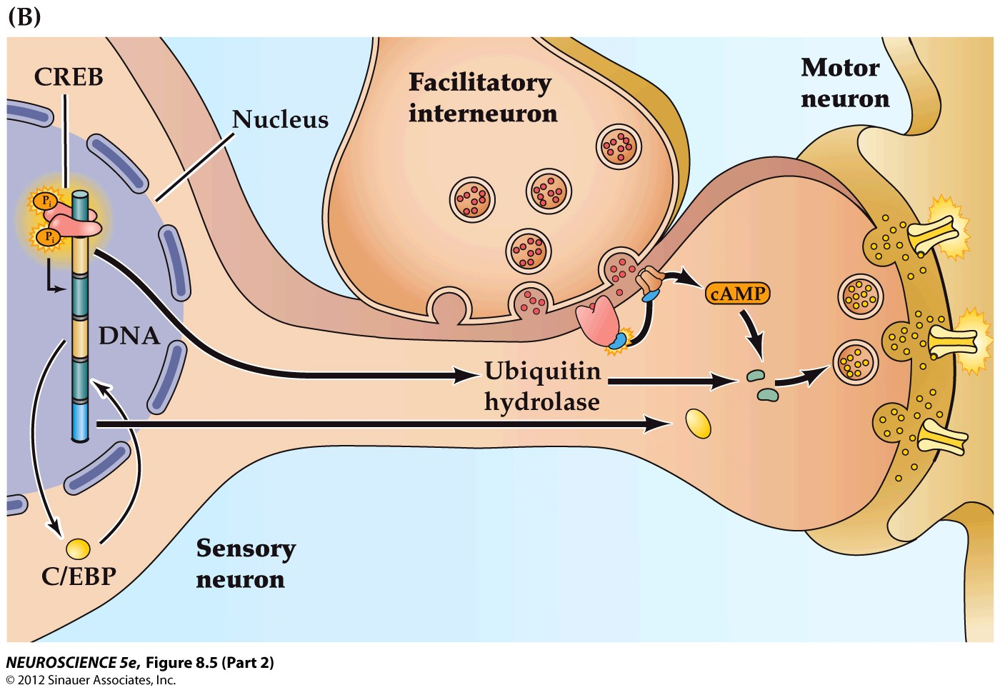 (B)
CREB
Nucleus
Facilitatory
interneuron
Motor
neuron
Pi
Pi
cAMP
DNA
Ubiquitin
hydrolase
Sensory
neuron
C/EBP
NEUROSCIENCE 5e, Figure 8.5 (Part 2)
© 2012 Sinauer Associates, Inc.